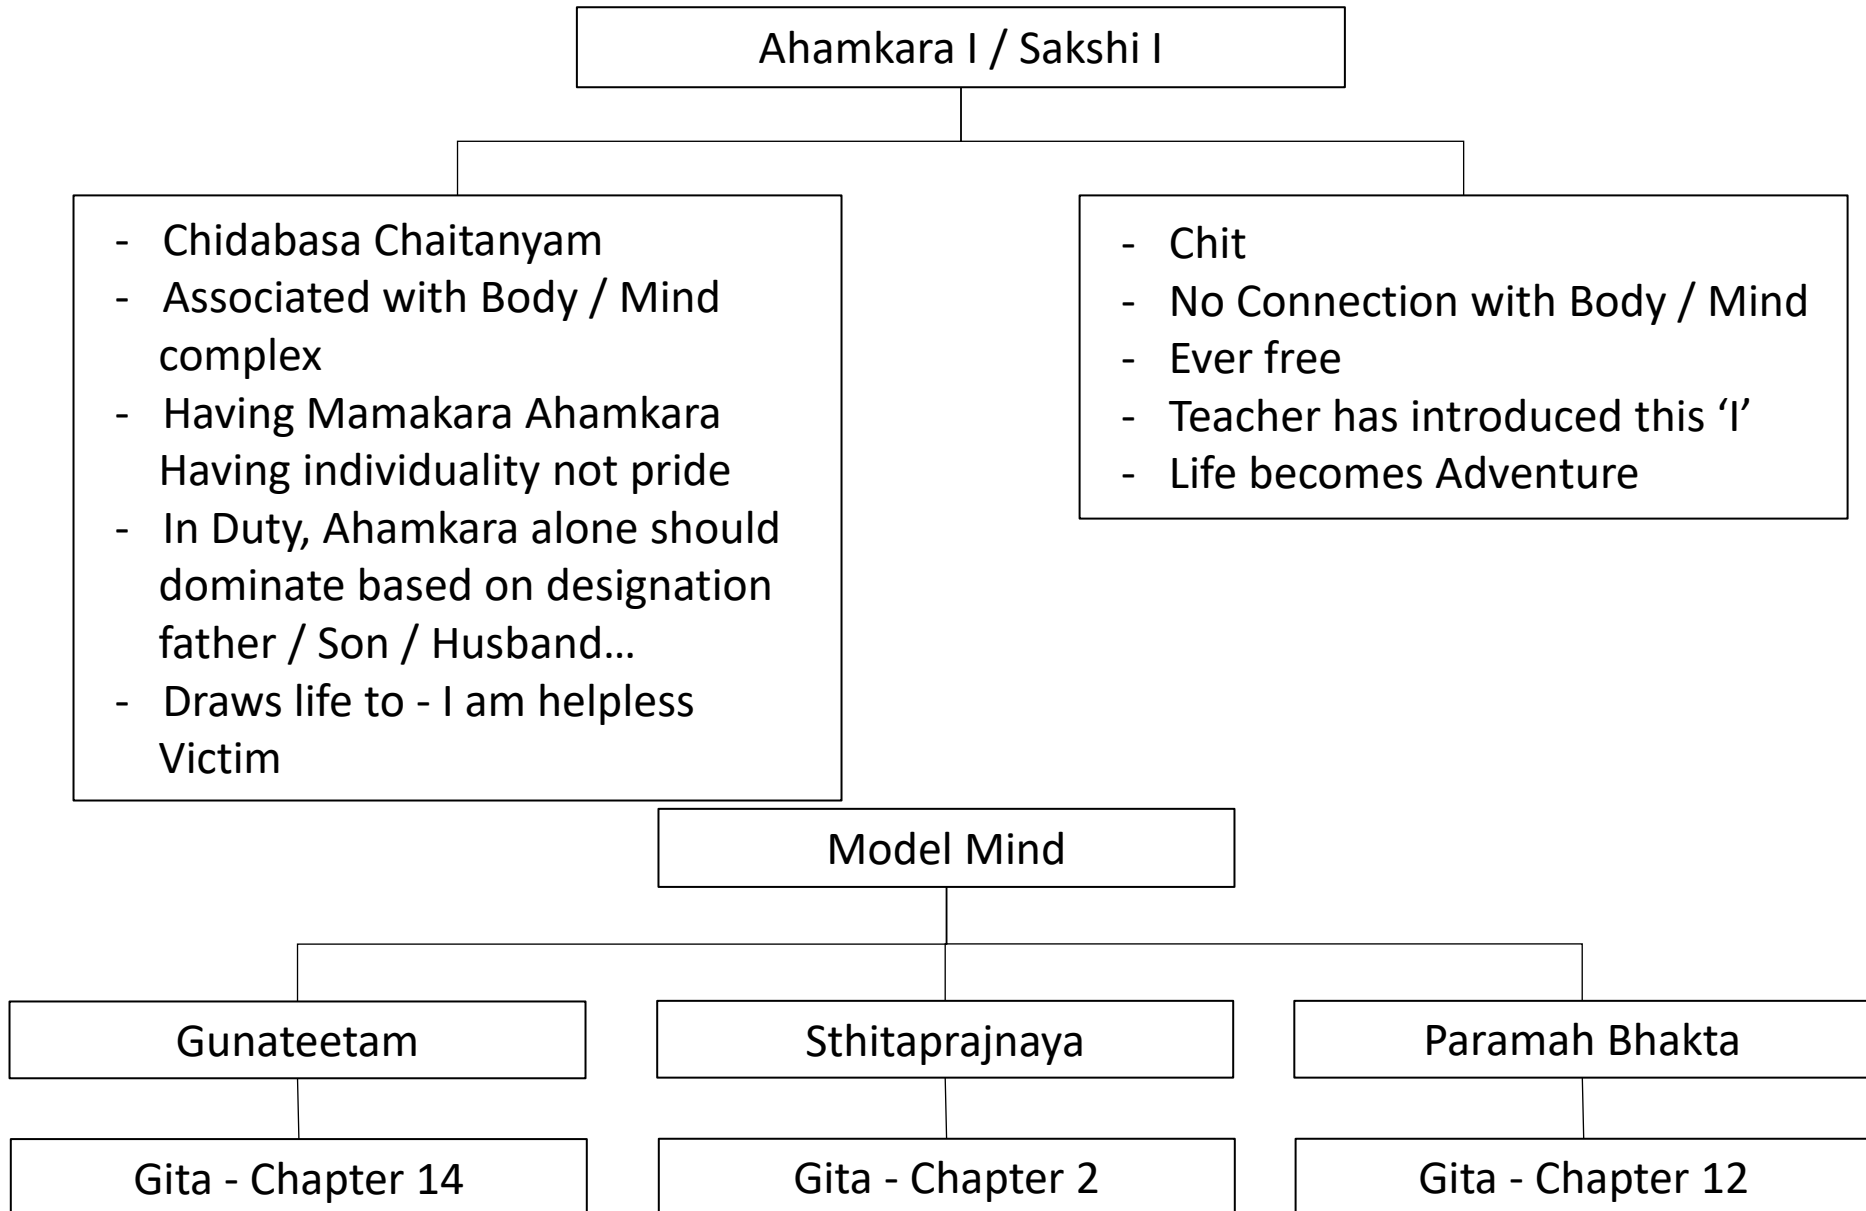 Ahamkara I / Sakshi I
- Chidabasa Chaitanyam
- Associated with Body / Mind
complex
- Having Mamakara Ahamkara
Having individuality not pride
- In Duty, Ahamkara alone should
dominate based on designation
father / Son / Husband...
- Draws life to - I am helpless
Victim
- Chit
- No Connection with Body / Mind
- Ever free
- Teacher has introduced this ‘I’
- Life becomes Adventure
Model Mind
Gunateetam
Sthitaprajnaya
Paramah Bhakta
Gita - Chapter 14
Gita - Chapter 2
Gita - Chapter 12